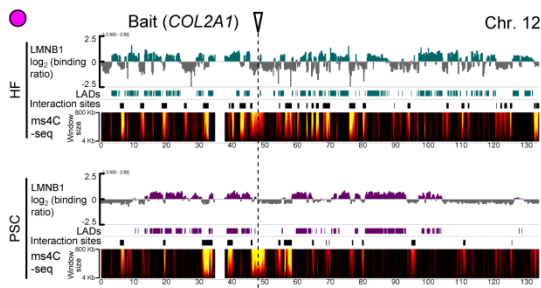 Bait (COL2A1)
Chr. 12
HF
LMNB1
log2 (binding
ratio)
2.5
0
2.5
LADs
Interaction sites
ms4C
-seq
Window
size
800 Kb
4 Kb
0 10 20 30 40 50 60 70 80 90 100 110 120 130
PSC
LMNB1
log2 (binding
ratio)
2.5
0
2.5
LADs
Interaction sites
ms4C
-seq
Window
size
800 Kb
4 Kb
0 10 20 30 40 50 60 70 80 90 100 110 120 130